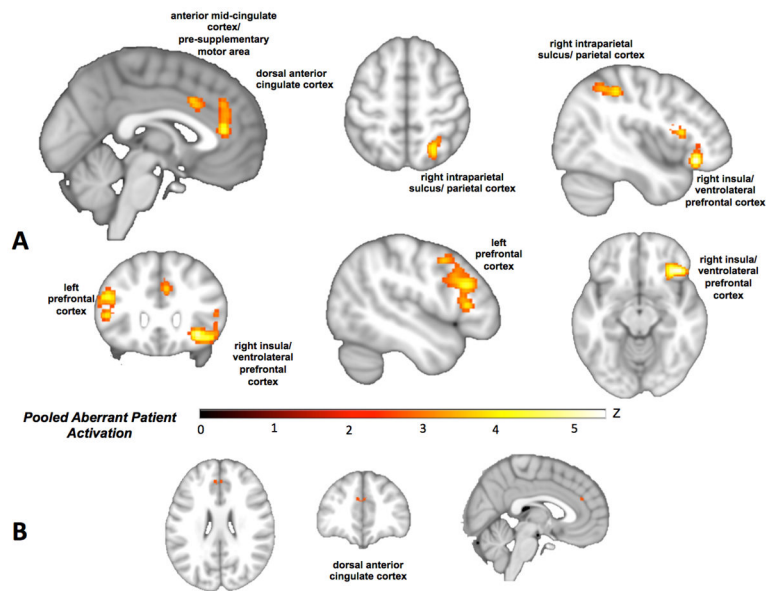 anterior mid-cingulate
cortex/
pre-supplementary
motor area
dorsal anterior
cingulate cortex
right intraparietal
sulcus/ parietal cortex
right intraparietal
sulcus/ parietal cortex
right insula/
ventrolateral
prefrontal cortex
A
left
prefrontal
cortex
right insula/
ventrolateral
prefrontal
cortex
left
prefrontal
cortex
right insula/
ventrolateral
prefrontal
cortex
Pooled Aberrant Patient
Activation
0 1 2 3 4 5 Z
B
dorsal anterior
cingulate cortex